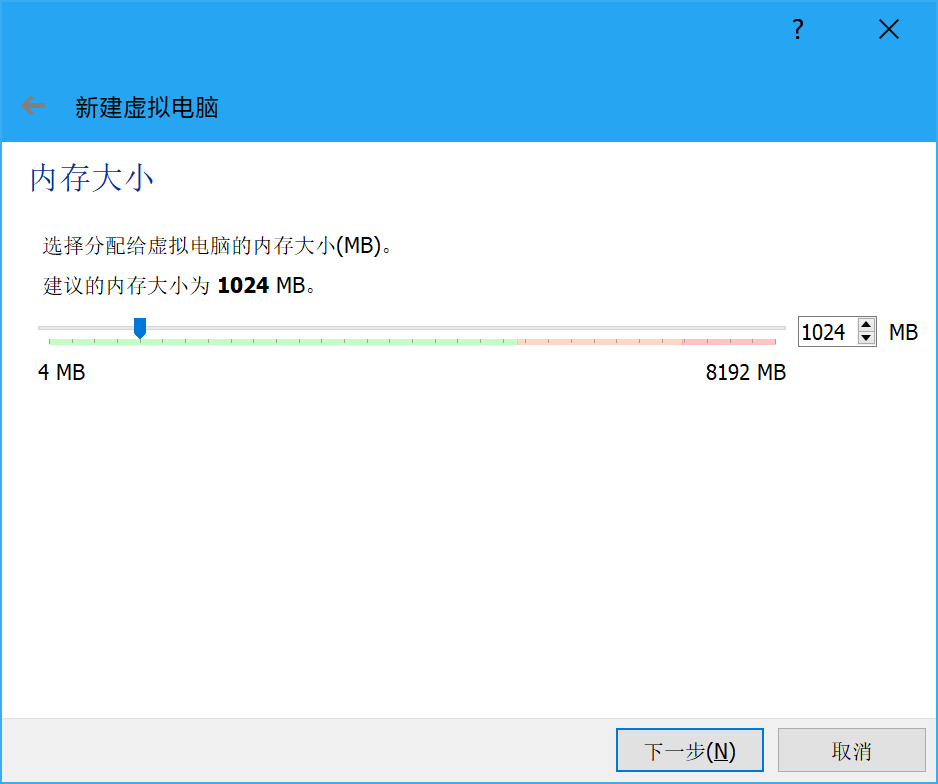 ?
新建虚拟电脑
内存大小
选择分配给虚拟电脑的内存大小(MB)。
建议的内存大小为 1024 MB。
1024 MB
4 MB 8192 MB
下一步(N) 取消